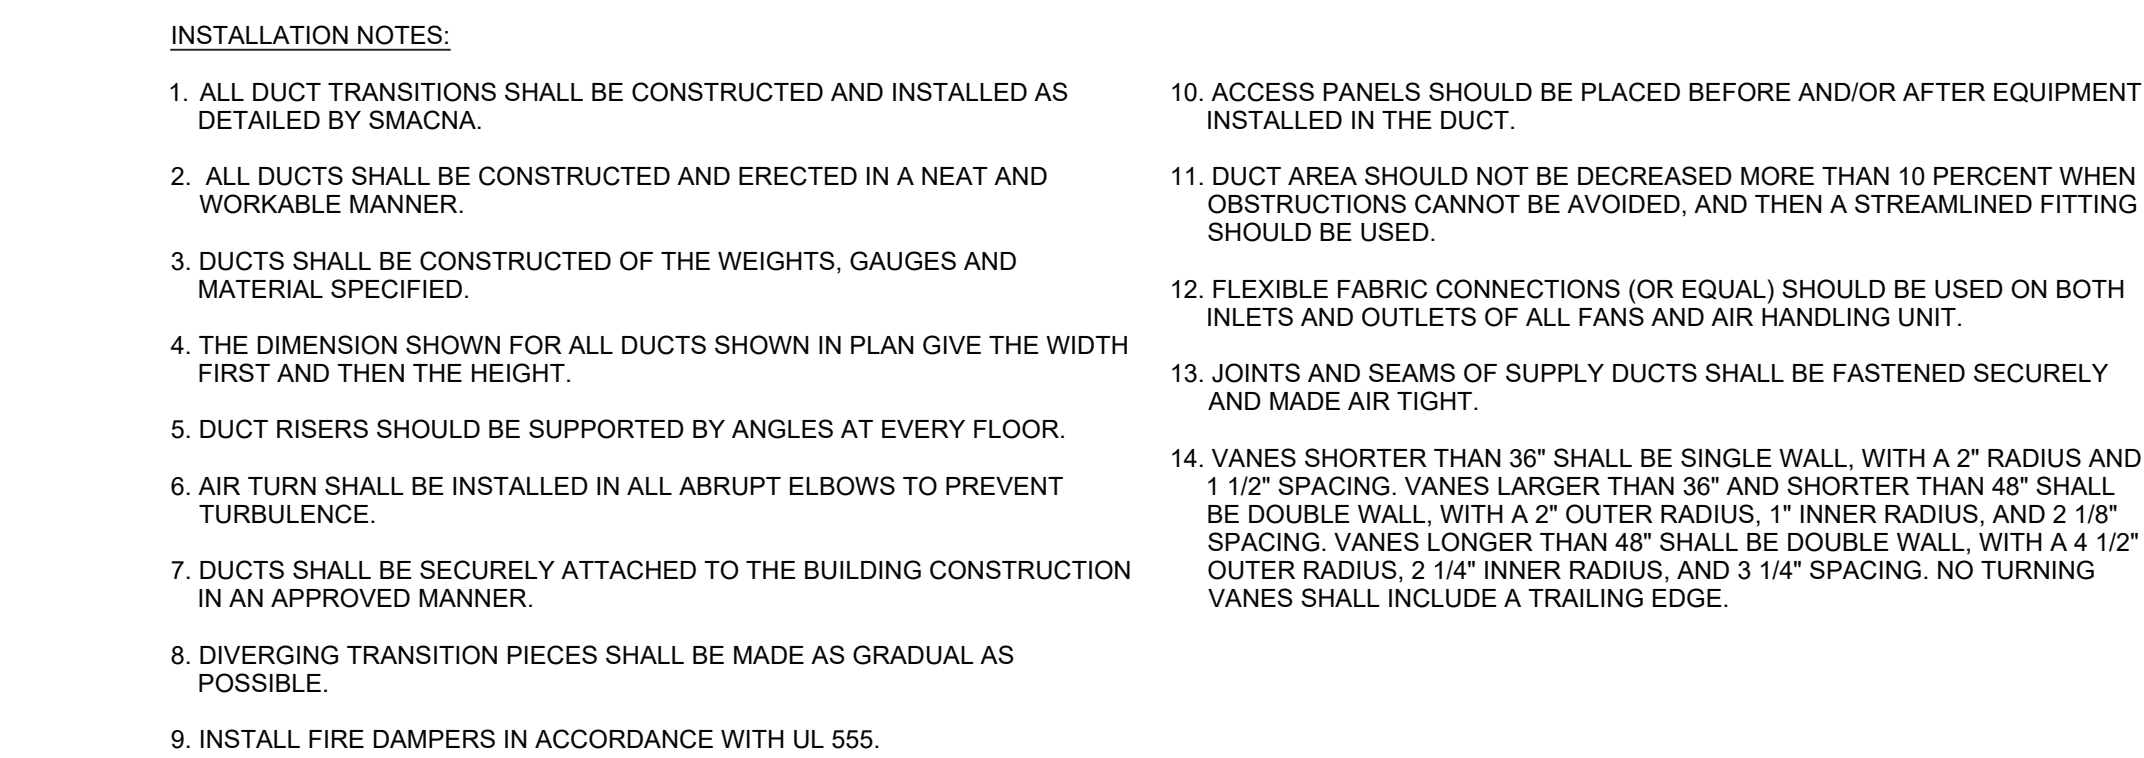 INSTALLATION NOTES:
1. ALL DUCT TRANSITIONS SHALL BE CONSTRUCTED AND INSTALLED AS
DETAILED BY SMACNA.
2. ALL DUCTS SHALL BE CONSTRUCTED AND ERECTED IN A NEAT AND
WORKABLE MANNER.
3. DUCTS SHALL BE CONSTRUCTED OF THE WEIGHTS, GAUGES AND
MATERIAL SPECIFIED.
4. THE DIMENSION SHOWN FOR ALL DUCTS SHOWN IN PLAN GIVE THE WIDTH
FIRST AND THEN THE HEIGHT.
5. DUCT RISERS SHOULD BE SUPPORTED BY ANGLES AT EVERY FLOOR.
6. AIR TURN SHALL BE INSTALLED IN ALL ABRUPT ELBOWS TO PREVENT
TURBULENCE.
7. DUCTS SHALL BE SECURELY ATTACHED TO THE BUILDING CONSTRUCTION
IN AN APPROVED MANNER.
8. DIVERGING TRANSITION PIECES SHALL BE MADE AS GRADUAL AS
POSSIBLE.
9. INSTALL FIRE DAMPERS IN ACCORDANCE WITH UL 555.
10. ACCESS PANELS SHOULD BE PLACED BEFORE AND/OR AFTER EQUIPMENT
INSTALLED IN THE DUCT.
11. DUCT AREA SHOULD NOT BE DECREASED MORE THAN 10 PERCENT WHEN
OBSTRUCTIONS CANNOT BE AVOIDED, AND THEN A STREAMLINED FITTING
SHOULD BE USED.
12. FLEXIBLE FABRIC CONNECTIONS (OR EQUAL) SHOULD BE USED ON BOTH
INLETS AND OUTLETS OF ALL FANS AND AIR HANDLING UNIT.
13. JOINTS AND SEAMS OF SUPPLY DUCTS SHALL BE FASTENED SECURELY
AND MADE AIR TIGHT.
14. VANES SHORTER THAN 36" SHALL BE SINGLE WALL, WITH A 2" RADIUS AND
1 1/2" SPACING. VANES LARGER THAN 36" AND SHORTER THAN 48" SHALL
BE DOUBLE WALL, WITH A 2" OUTER RADIUS, 1" INNER RADIUS, AND 2 1/8"
SPACING. VANES LONGER THAN 48" SHALL BE DOUBLE WALL, WITH A 4 1/2"
OUTER RADIUS, 2 1/4" INNER RADIUS, AND 3 1/4" SPACING. NO TURNING
VANES SHALL INCLUDE A TRAILING EDGE.